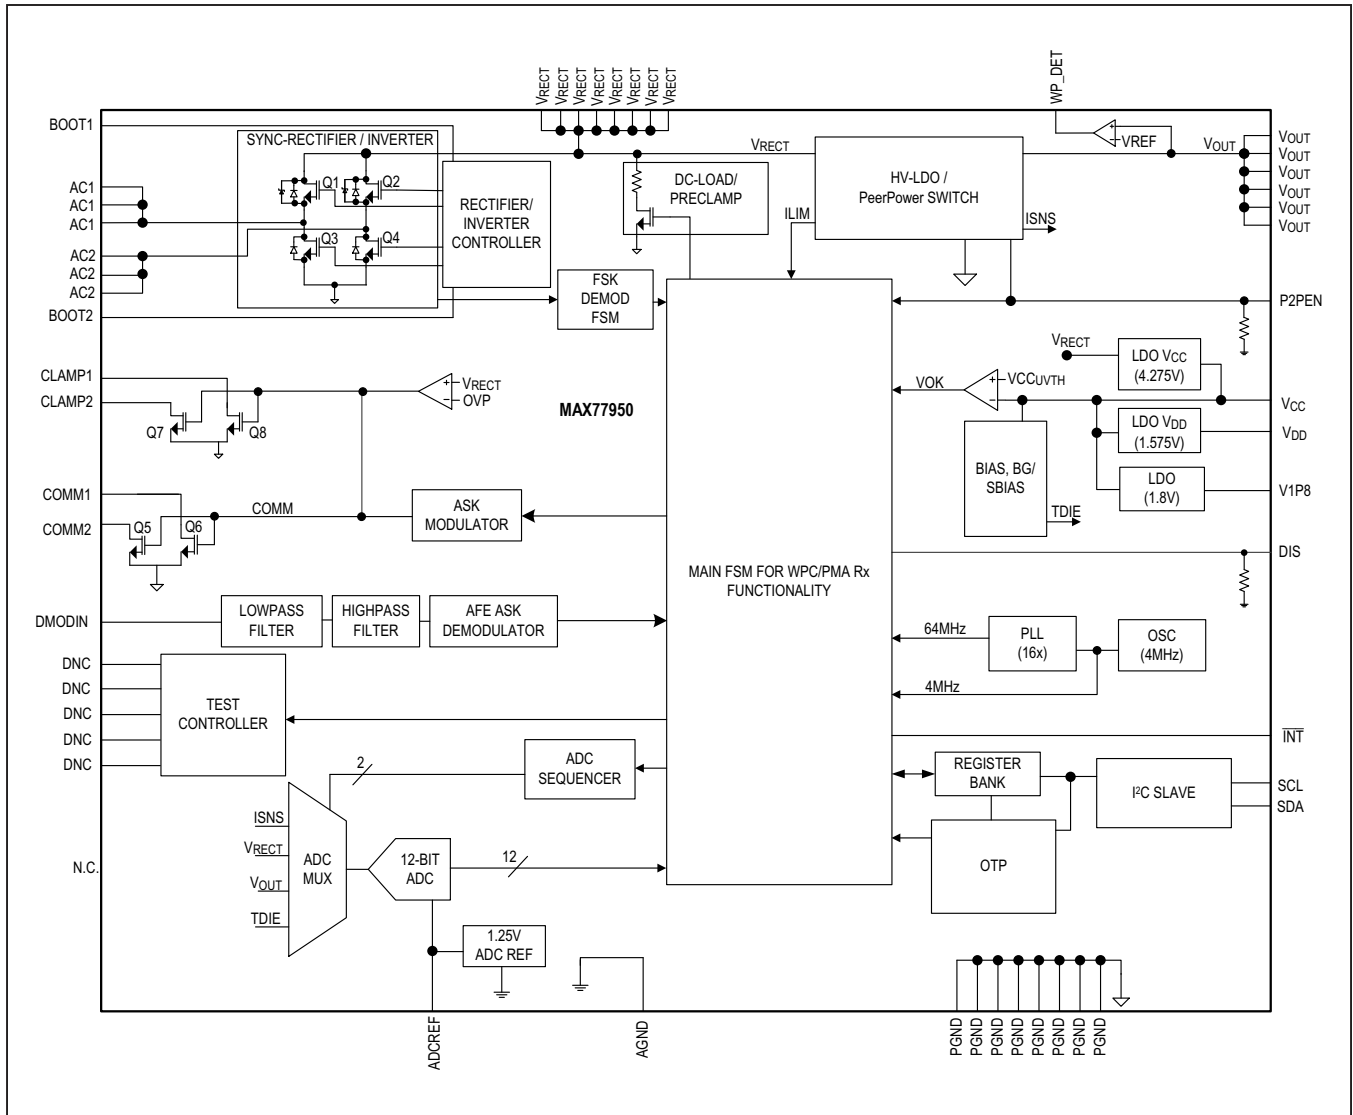 VRECT
VRECT
VRECT
VRECT
VRECT
VRECT
VRECT
VRECT
WP_DET
BOOT1
SYNC-RECTIFIER / INVERTER
VRECT
VREF
VOUT
VOUT
VOUT
VOUT
VOUT
VOUT
VOUT
AC1
AC1
AC1
AC2
AC2
AC2
BOOT2
Q1
Q2
Q3
Q4
RECTIFIER/
INVERTER
CONTROLLER
DC-LOAD/
PRECLAMP
HV-LDO /
PeerPower SWITCH
ILIM
ISNS
FSK
DEMOD
FSM
P2PEN
VRECT
LDO VCC
(4.275V)
CLAMP1
CLAMP2
Q7
Q8
VRECT
OVP
MAX77950
VOK
VCCUVTH
VCC
LDO VDD
(1.575V)
VDD
BIAS, BG/
SBIAS
LDO
(1.8V)
V1P8
TDIE
COMM1
COMM2
Q5
Q6
COMM
ASK
MODULATOR
MAIN FSM FOR WPC/PMA Rx
FUNCTIONALITY
DIS
DMODIN
LOWPASS
FILTER
HIGHPASS
FILTER
AFE ASK
DEMODULATOR
64MHz
PLL
(16x)
OSC
(4MHz)
4MHz
DNC
DNC
DNC
DNC
DNC
TEST
CONTROLLER
INT
2
ADC
SEQUENCER
REGISTER
BANK
I²C SLAVE
SCL
SDA
OTP
ISNS
VRECT
VOUT
TDIE
ADC
MUX
12-BIT
ADC
12
N.C.
1.25V
ADC REF
ADCREF
AGND
PGND
PGND
PGND
PGND
PGND
PGND
PGND
PGND